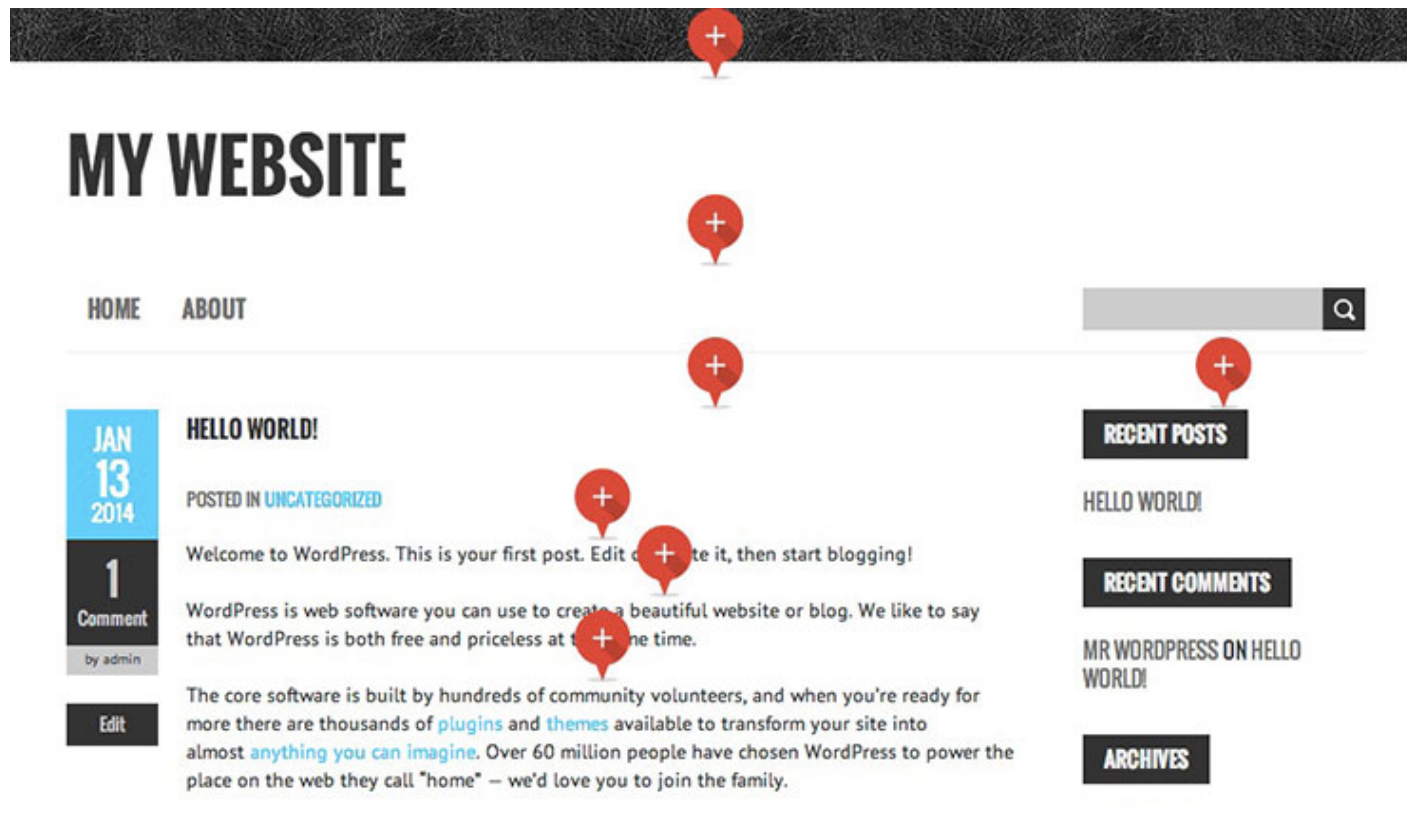 MY WEBSITE
HOME ABOUT
JAN
13
2014
1
Comment
by admin
Edit
HELLO WORLD!
POSTED IN UNCATEGORIZED
Welcome to WordPress. This is your first post. Edit te it, then start blogging!
WordPress is web software you can use to create a beautiful website or blog. We like to say
that WordPress is both free and priceless at time.
The core software is built by hundreds of community volunteers, and when you're ready for
more there are thousands of plugins and themes available to transform your site into
almost anything you can imagine. Over 60 million people have chosen WordPress to power the
place on the web they call "home" — we'd love you to join the family.
RECENT POSTS
HELLO WORLD!
RECENT COMMENTS
MR WORDPRESS ON HELLO
WORLD!
ARCHIVES